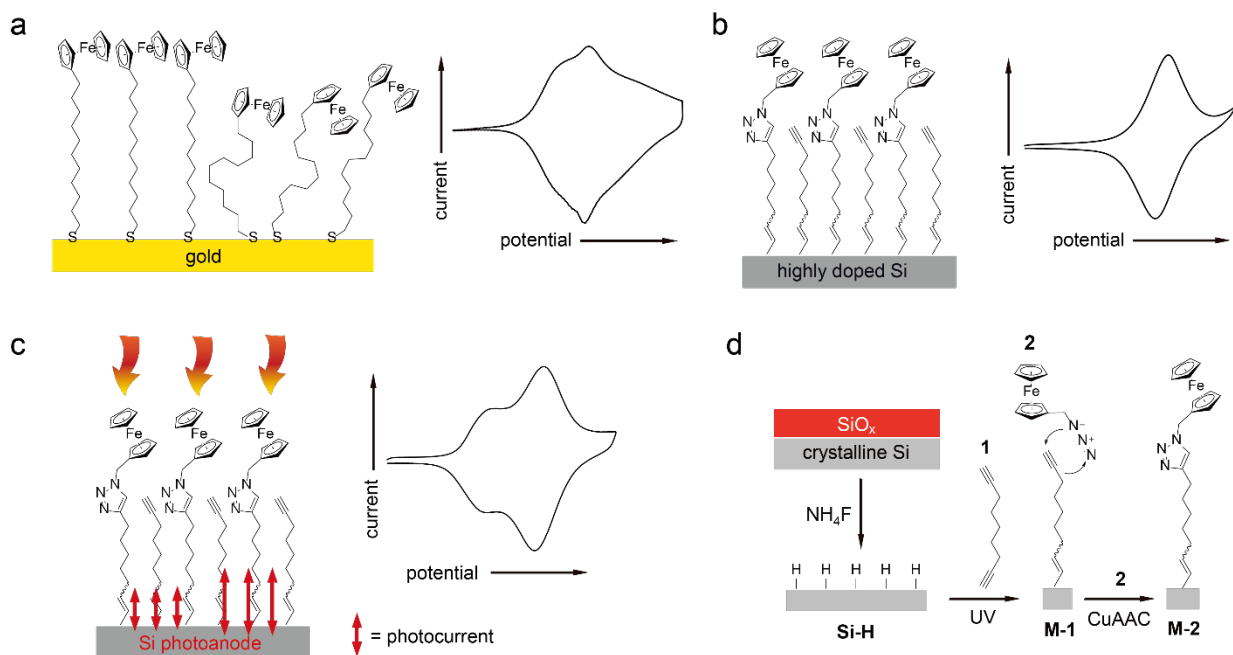 a
Fe Fe Fe
Fe
Fe
Fe
S S S S S S
gold
current
potential
b
Fe Fe Fe
N N N
N N N
N N N
highly doped Si
current
potential
c
Fe Fe Fe
N N N
N N N
N N N
Si photoanode
= photocurrent
current
potential
d
SiOx
crystalline Si
NH4F
H H H H H
Si-H
1
UV
2
Fe
N−
N+
N
M-1
2
CuAAC
Fe
N
N
N
M-2